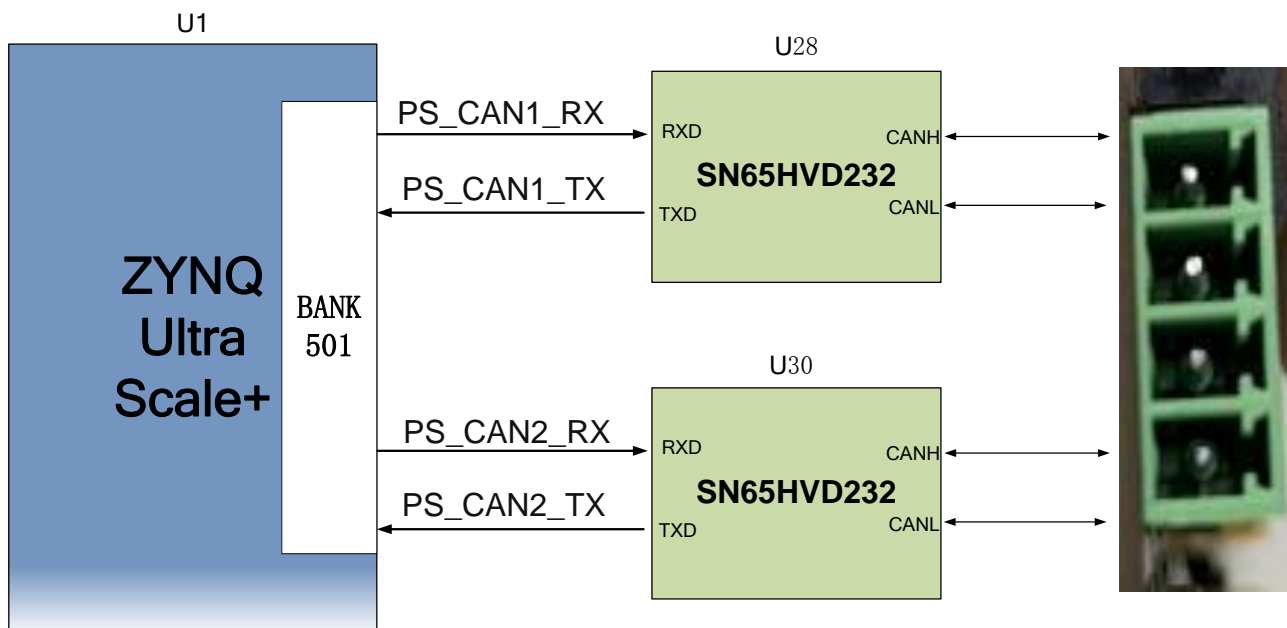 U1
U28
PS_CAN1_RX
RXD
CANH
SN65HVD232
PS_CAN1_TX
TXD
CANL
ZYNQ
Ultra
Scale+
BANK
501
U30
PS_CAN2_RX
RXD
CANH
SN65HVD232
PS_CAN2_TX
TXD
CANL